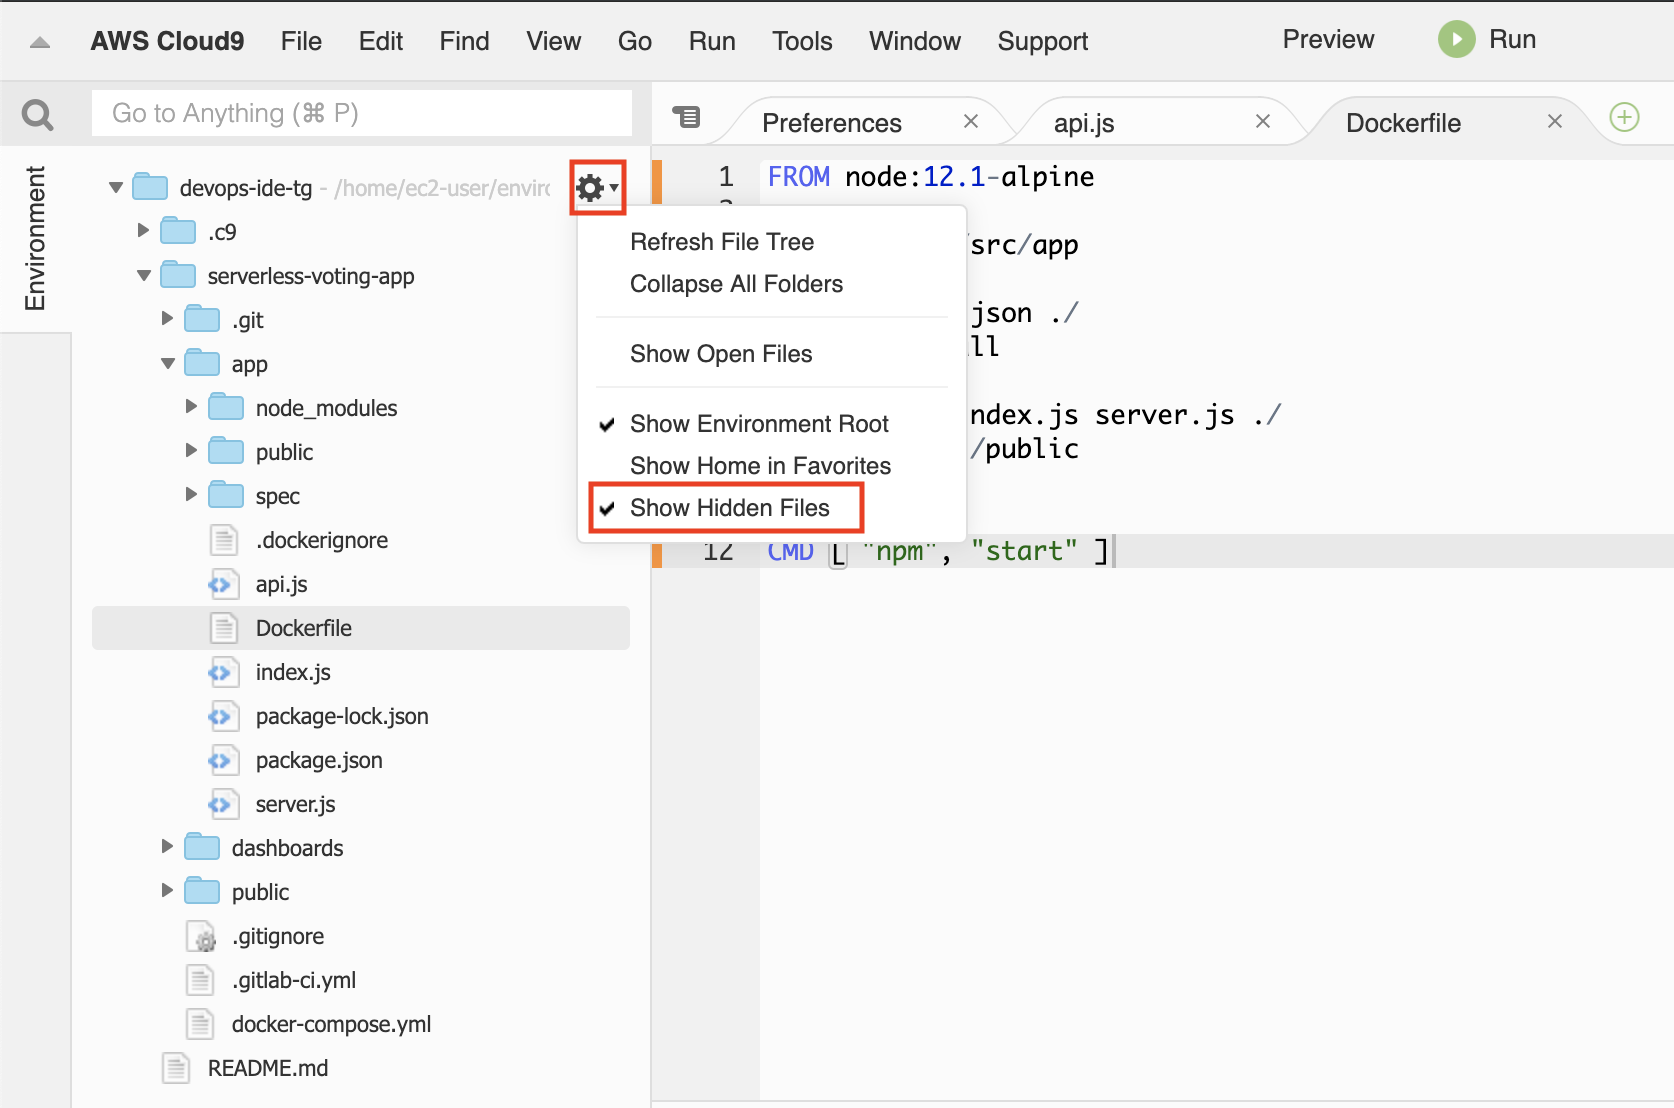 AWS Cloud9 File Edit Find View Go Run Tools Window Support Preview Run
Go to Anything (⌘ P)
Preferences
api.js
Dockerfile
Environment
devops-ide-tg - /home/ec2-user/envir
.c9
serverless-voting-app
.git
app
node_modules
public
spec
.dockerignore
api.js
Dockerfile
index.js
package-lock.json
package.json
server.js
dashboards
public
.gitignore
.gitlab-ci.yml
docker-compose.yml
README.md
Refresh File Tree
Collapse All Folders
Show Open Files
Show Environment Root
Show Home in Favorites
Show Hidden Files
1 FROM node:12.1-alpine
/src/app
json ./
ll
ndex.js server.js ./
/public
12 CMD [ "npm", "start" ]